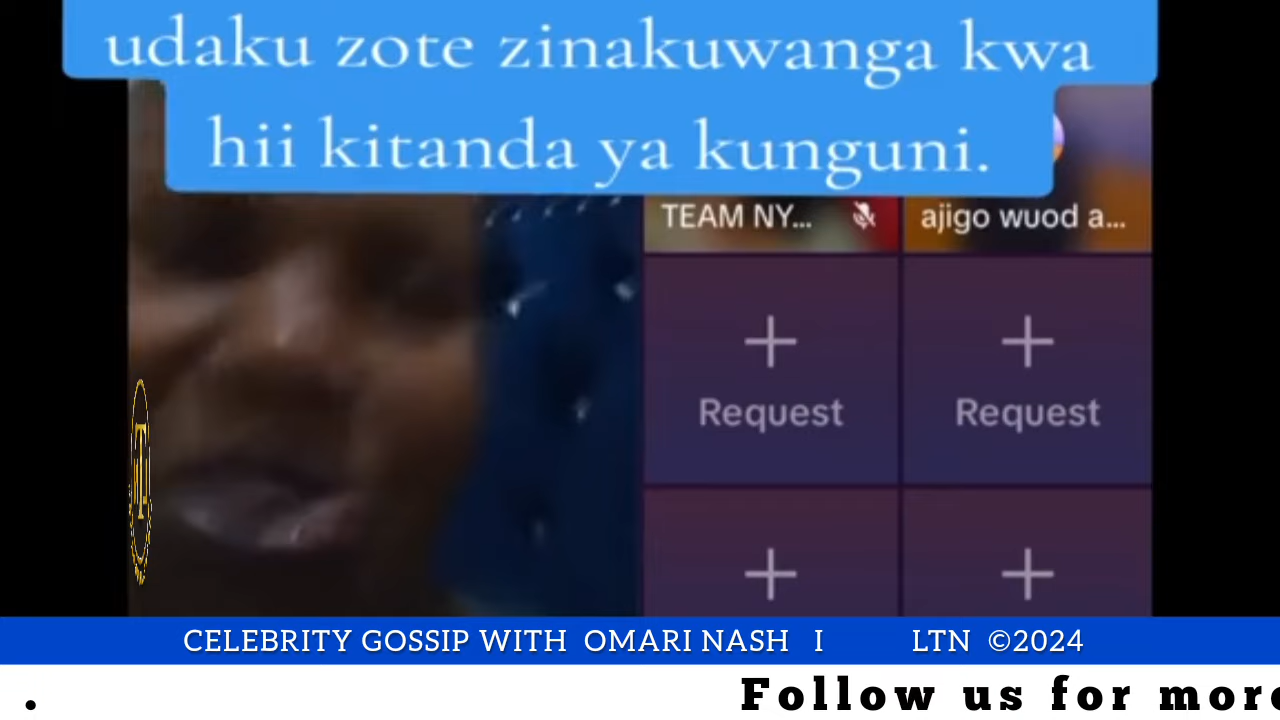 udaku zote zinakuwanga kwa
hii kitanda ya kunguni.
TEAM NY...
ajigo wuod a...
Request
Request
CELEBRITY GOSSIP WITH OMARI NASH I LTN ©2024
. Follow us for more